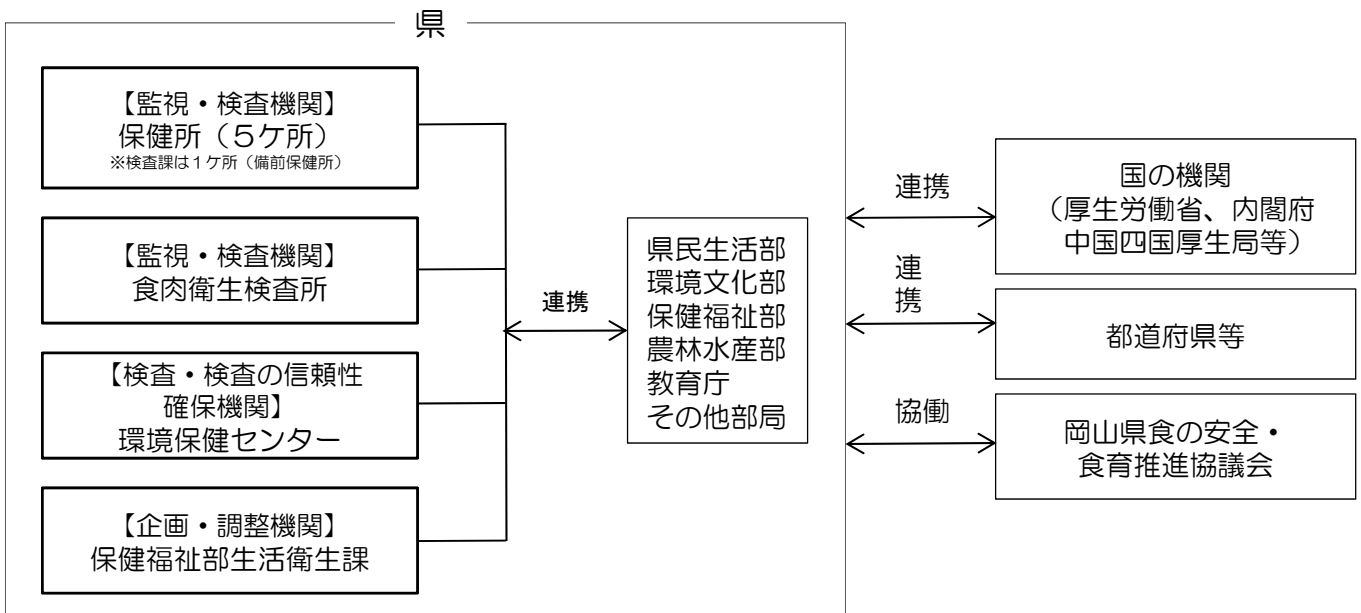 県
【監視・検査機関】
保健所（５ケ所）
※検査課は１ケ所（備前保健所）
【監視・検査機関】
食肉衛生検査所
【検査・検査の信頼性
確保機関】
環境保健センター
【企画・調整機関】
保健福祉部生活衛生課
連携
県民生活部
環境文化部
保健福祉部
農林水産部
教育庁
その他部局
連携
国の機関
（厚生労働省、内閣府
中国四国厚生局等）
連
携
都道府県等
協働
岡山県食の安全・
食育推進協議会